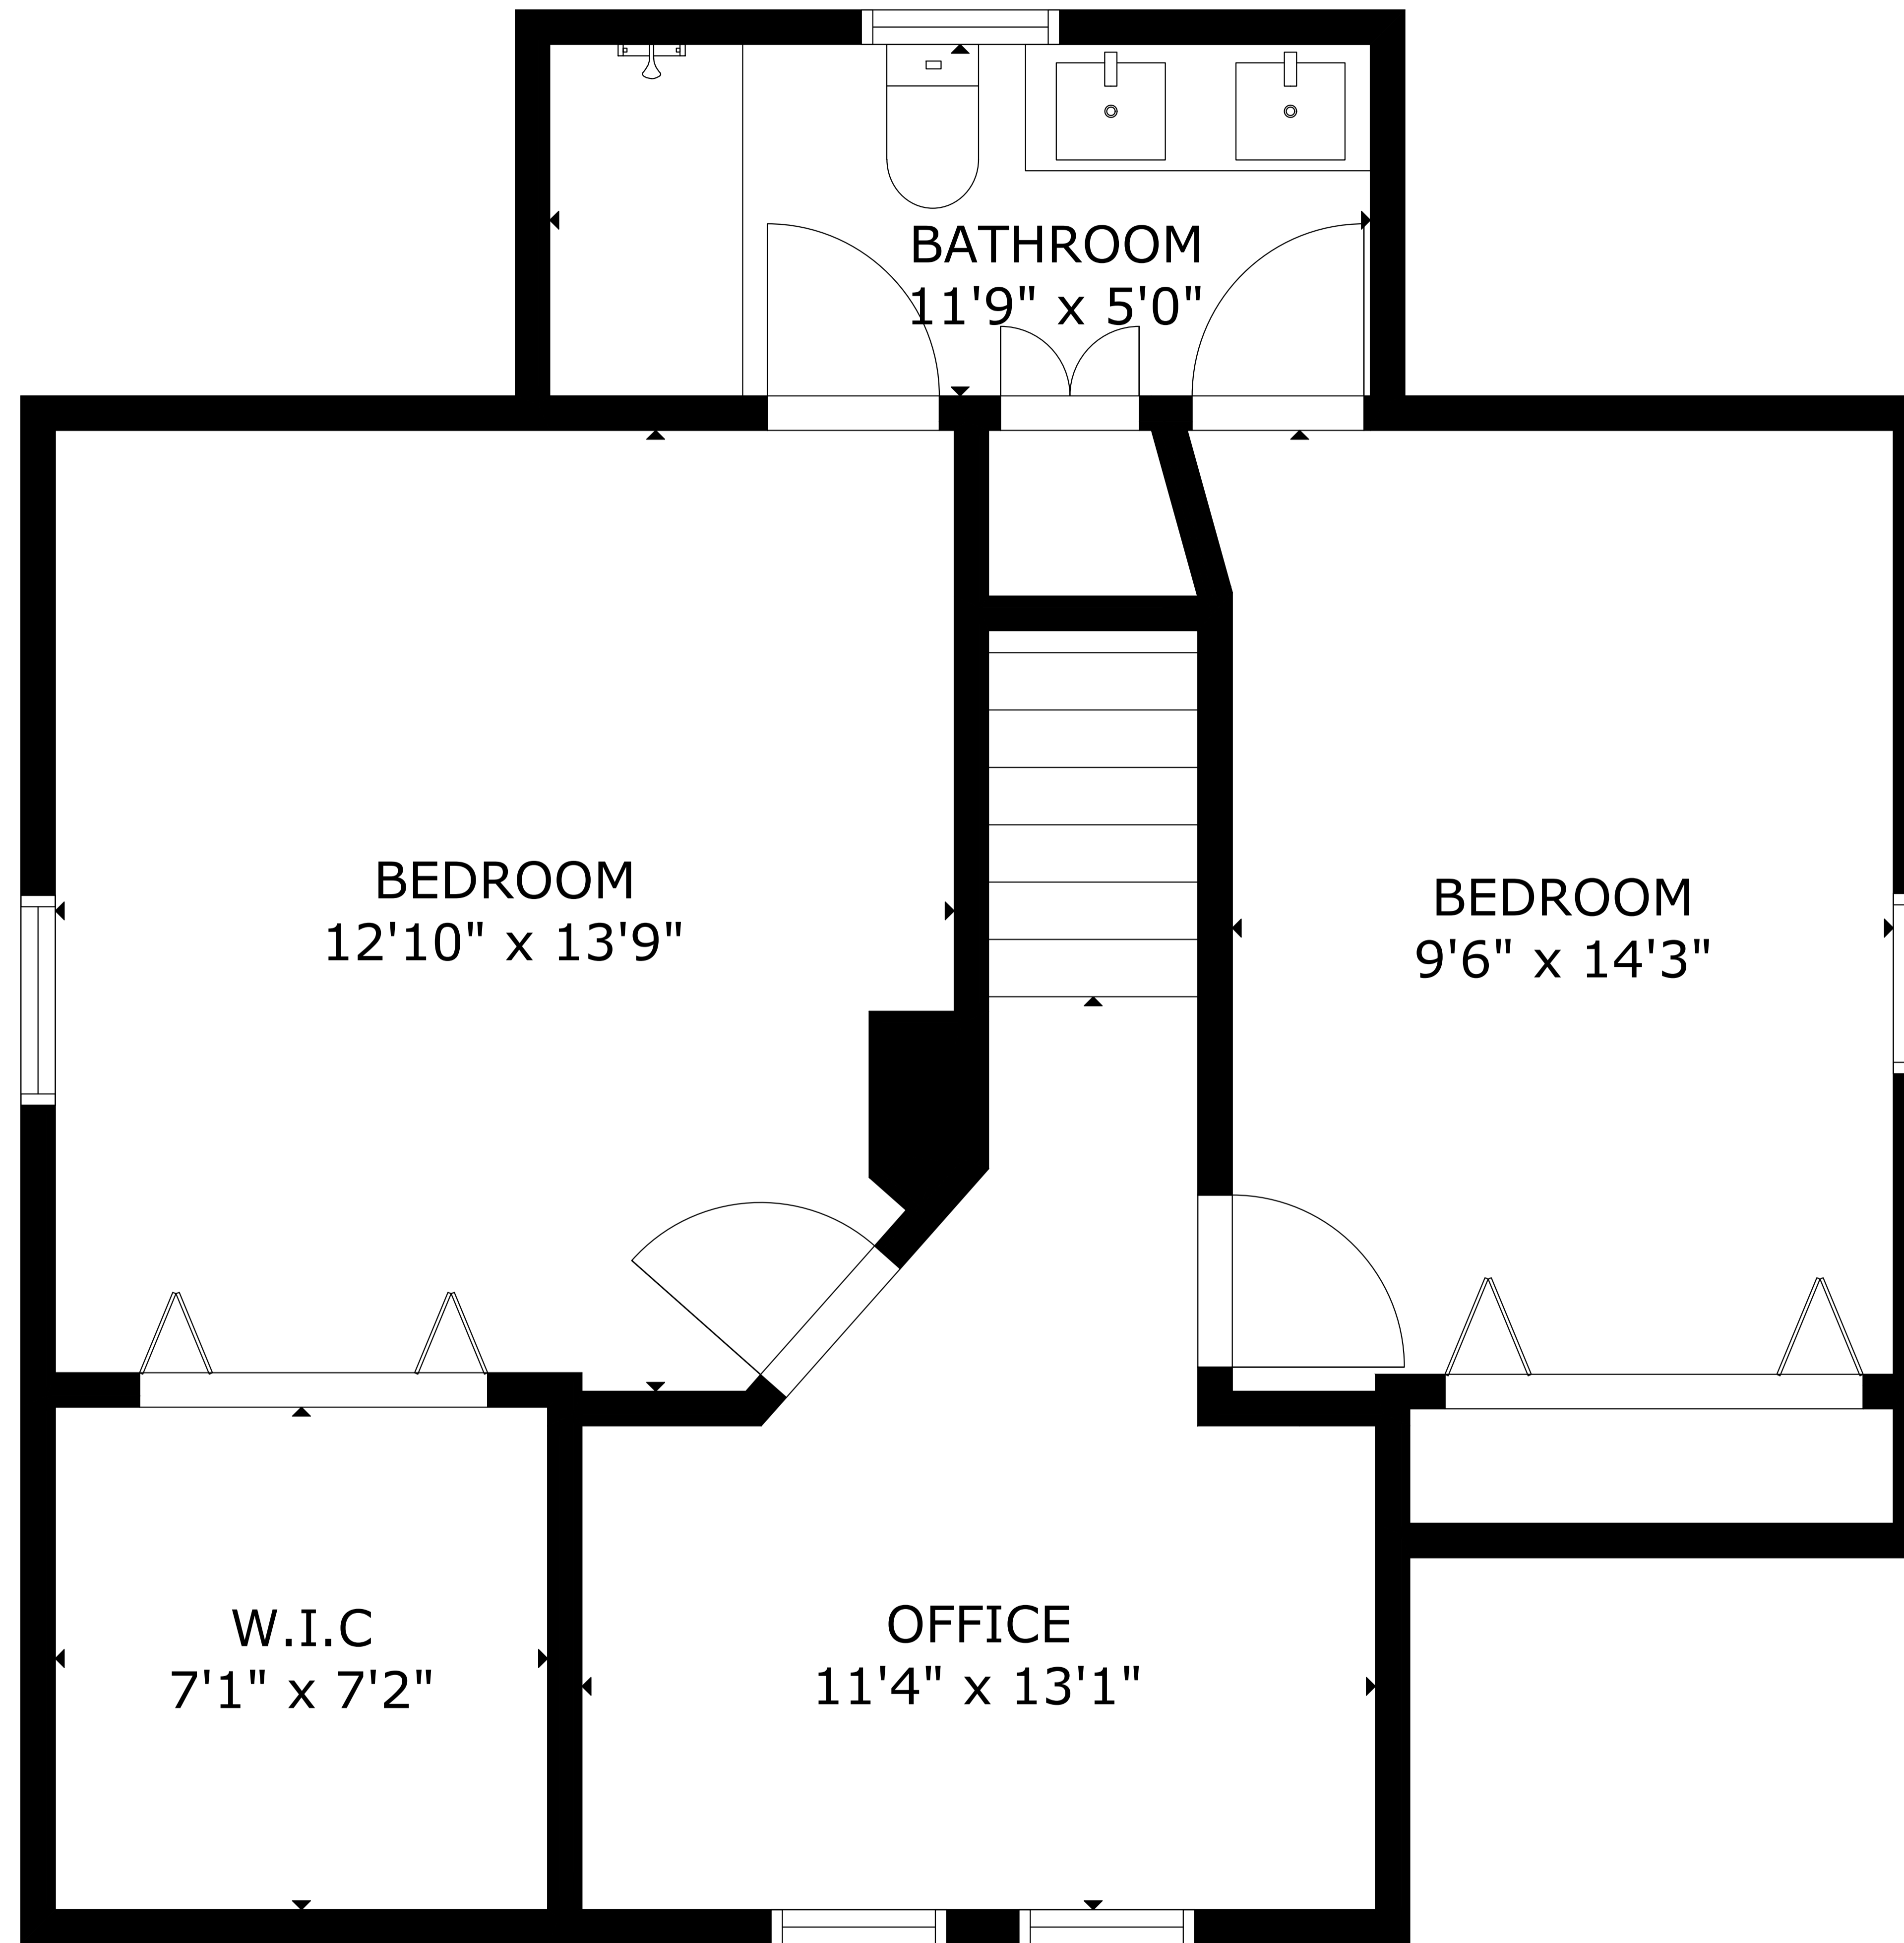 BATHROOM
11'9" x 5'0"
BEDROOM
12'10" x 13'9"
BEDROOM
9'6" x 14'3"
W.I.C
7'1" x 7'2"
OFFICE
11'4" x 13'1"